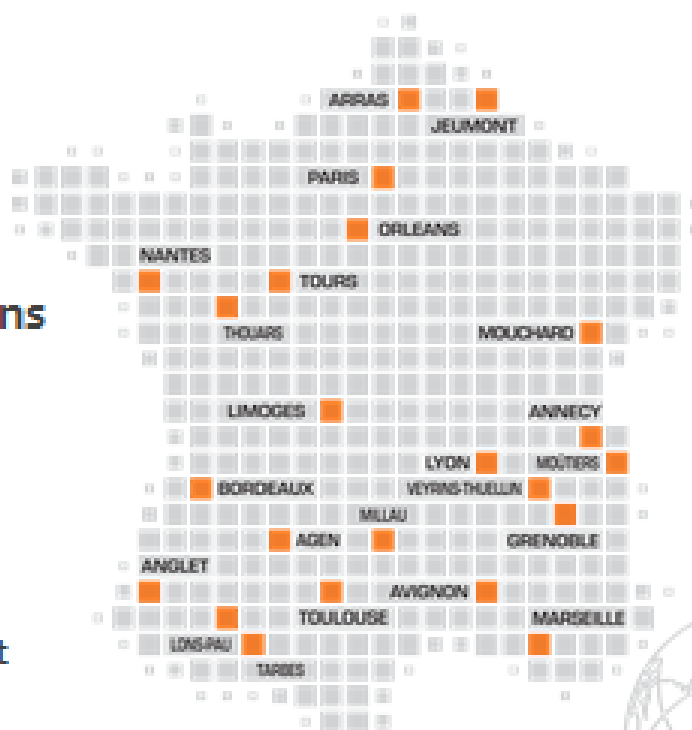 ARRAS
JEUMONT
PARIS
ORLEANS
NANTES
TOURS
ns
THOUARS
MOUCHARD
LIMOGES
ANNECY
LYON
MOÛTIERS
BORDEAUX
VEYRINS-THUELLIN
MILLAU
AGEN
GRENOBLE
ANGLET
AVIGNON
TOULOUSE
MARSEILLE
LONS-PAU
t
TARBES